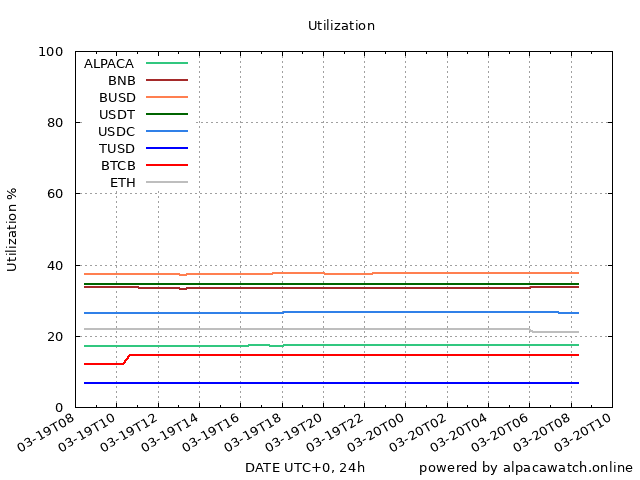 Utilization
100
80
60
40
20
0
Utilization %
ALPACA
BNB
BUSD
USDT
USDC
TUSD
BTCB
ETH
03-19T08
03-19T10
03-19T12
03-19T14
03-19T16
03-19T18
03-19T20
03-19T22
03-20T00
03-20T02
03-20T04
03-20T06
03-20T08
03-20T10
DATE UTC+0, 24h
powered by alpacawatch.online